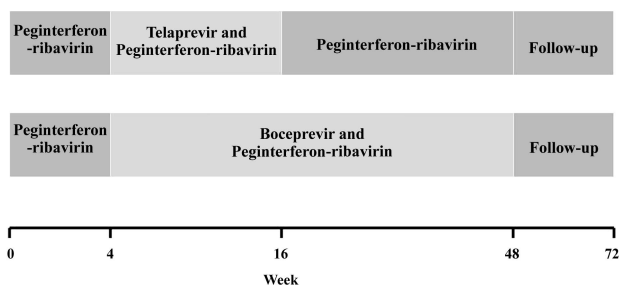 Peginterferon
-ribavirin
Telaprevir and
Peginterferon-ribavirin
Peginterferon-ribavirin
Follow-up
Peginterferon
-ribavirin
Boceprevir and
Peginterferon-ribavirin
Follow-up
0 4 16 48 72
Week